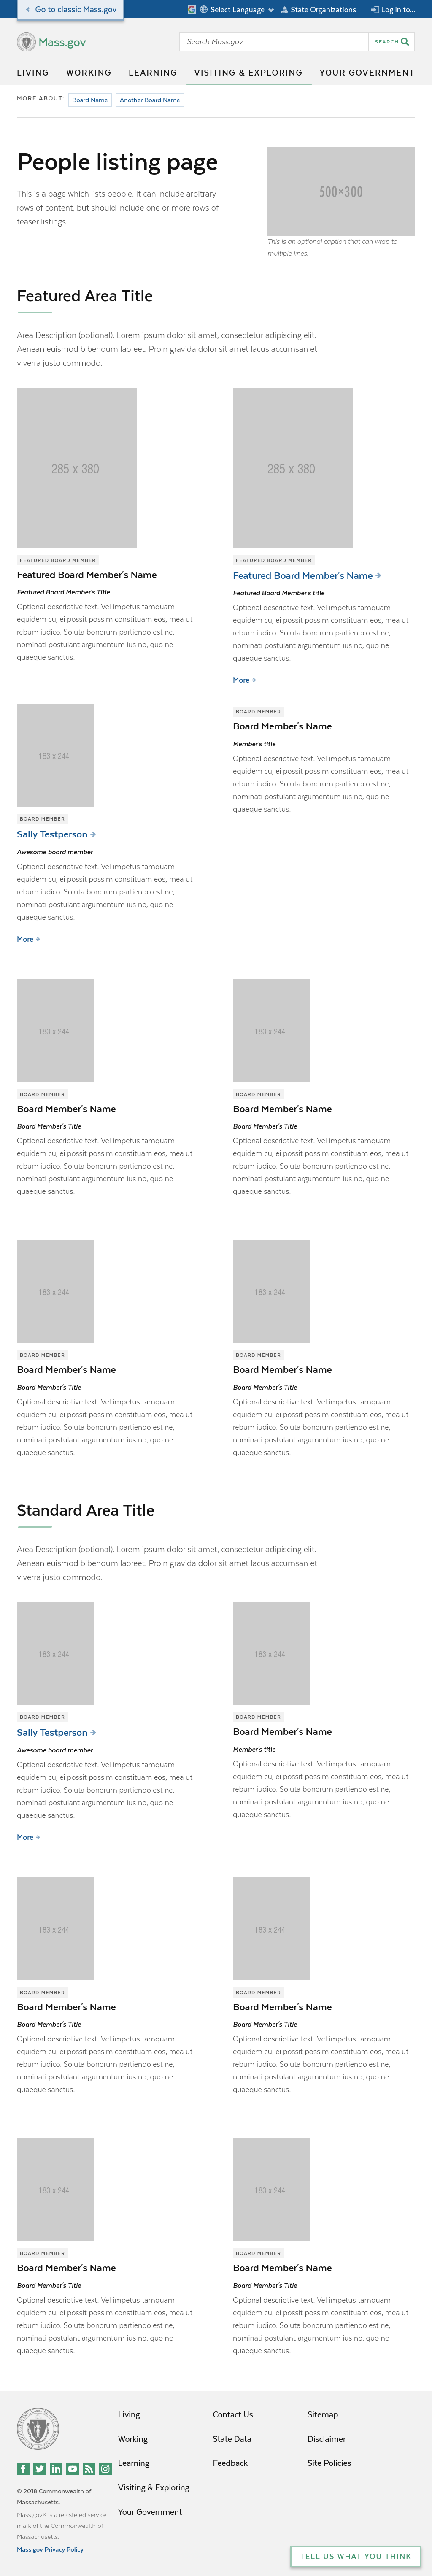 Go to classic Mass.gov
Select Language
State Organizations
Log in to...
Mass.gov
Search Mass.gov
SEARCH
LIVING
WORKING
LEARNING
VISITING & EXPLORING
YOUR GOVERNMENT
MORE ABOUT:
Board Name
Another Board Name
People listing page
This is a page which lists people. It can include arbitrary
rows of content, but should include one or more rows of
teaser listings.
500×300
This is an optional caption that can wrap to
multiple lines.
Featured Area Title
Area Description (optional). Lorem ipsum dolor sit amet, consectetur adipiscing elit.
Aenean euismod bibendum laoreet. Proin gravida dolor sit amet lacus accumsan et
viverra justo commodo.
285 x 380
FEATURED BOARD MEMBER
Featured Board Member's Name
Featured Board Member's Title
Optional descriptive text. Vel impetus tamquam
equidem cu, ei possit possim constituam eos, mea ut
rebum iudico. Soluta bonorum partiendo est ne,
nominati postulant argumentum ius no, quo ne
quaeque sanctus.
285 x 380
FEATURED BOARD MEMBER
Featured Board Member's Name
Featured Board Member's title
Optional descriptive text. Vel impetus tamquam
equidem cu, ei possit possim constituam eos, mea ut
rebum iudico. Soluta bonorum partiendo est ne,
nominati postulant argumentum ius no, quo ne
quaeque sanctus.
More
183 x 244
BOARD MEMBER
Sally Testperson
Awesome board member
Optional descriptive text. Vel impetus tamquam
equidem cu, ei possit possim constituam eos, mea ut
rebum iudico. Soluta bonorum partiendo est ne,
nominati postulant argumentum ius no, quo ne
quaeque sanctus.
More
BOARD MEMBER
Board Member's Name
Member's title
Optional descriptive text. Vel impetus tamquam
equidem cu, ei possit possim constituam eos, mea ut
rebum iudico. Soluta bonorum partiendo est ne,
nominati postulant argumentum ius no, quo ne
quaeque sanctus.
183 x 244
BOARD MEMBER
Board Member's Name
Board Member's Title
Optional descriptive text. Vel impetus tamquam
equidem cu, ei possit possim constituam eos, mea ut
rebum iudico. Soluta bonorum partiendo est ne,
nominati postulant argumentum ius no, quo ne
quaeque sanctus.
183 x 244
BOARD MEMBER
Board Member's Name
Board Member's Title
Optional descriptive text. Vel impetus tamquam
equidem cu, ei possit possim constituam eos, mea ut
rebum iudico. Soluta bonorum partiendo est ne,
nominati postulant argumentum ius no, quo ne
quaeque sanctus.
183 x 244
BOARD MEMBER
Board Member's Name
Board Member's Title
Optional descriptive text. Vel impetus tamquam
equidem cu, ei possit possim constituam eos, mea ut
rebum iudico. Soluta bonorum partiendo est ne,
nominati postulant argumentum ius no, quo ne
quaeque sanctus.
183 x 244
BOARD MEMBER
Board Member's Name
Board Member's Title
Optional descriptive text. Vel impetus tamquam
equidem cu, ei possit possim constituam eos, mea ut
rebum iudico. Soluta bonorum partiendo est ne,
nominati postulant argumentum ius no, quo ne
quaeque sanctus.
Standard Area Title
Area Description (optional). Lorem ipsum dolor sit amet, consectetur adipiscing elit.
Aenean euismod bibendum laoreet. Proin gravida dolor sit amet lacus accumsan et
viverra justo commodo.
183 x 244
BOARD MEMBER
Sally Testperson
Awesome board member
Optional descriptive text. Vel impetus tamquam
equidem cu, ei possit possim constituam eos, mea ut
rebum iudico. Soluta bonorum partiendo est ne,
nominati postulant argumentum ius no, quo ne
quaeque sanctus.
More
183 x 244
BOARD MEMBER
Board Member's Name
Member's title
Optional descriptive text. Vel impetus tamquam
equidem cu, ei possit possim constituam eos, mea ut
rebum iudico. Soluta bonorum partiendo est ne,
nominati postulant argumentum ius no, quo ne
quaeque sanctus.
183 x 244
BOARD MEMBER
Board Member's Name
Board Member's Title
Optional descriptive text. Vel impetus tamquam
equidem cu, ei possit possim constituam eos, mea ut
rebum iudico. Soluta bonorum partiendo est ne,
nominati postulant argumentum ius no, quo ne
quaeque sanctus.
183 x 244
BOARD MEMBER
Board Member's Name
Board Member's Title
Optional descriptive text. Vel impetus tamquam
equidem cu, ei possit possim constituam eos, mea ut
rebum iudico. Soluta bonorum partiendo est ne,
nominati postulant argumentum ius no, quo ne
quaeque sanctus.
183 x 244
BOARD MEMBER
Board Member's Name
Board Member's Title
Optional descriptive text. Vel impetus tamquam
equidem cu, ei possit possim constituam eos, mea ut
rebum iudico. Soluta bonorum partiendo est ne,
nominati postulant argumentum ius no, quo ne
quaeque sanctus.
183 x 244
BOARD MEMBER
Board Member's Name
Board Member's Title
Optional descriptive text. Vel impetus tamquam
equidem cu, ei possit possim constituam eos, mea ut
rebum iudico. Soluta bonorum partiendo est ne,
nominati postulant argumentum ius no, quo ne
quaeque sanctus.
Living
Working
Learning
Visiting & Exploring
Your Government
Contact Us
State Data
Feedback
Sitemap
Disclaimer
Site Policies
© 2018 Commonwealth of
Massachusetts.
Mass.gov® is a registered service
mark of the Commonwealth of
Massachusetts.
Mass.gov Privacy Policy
TELL US WHAT YOU THINK